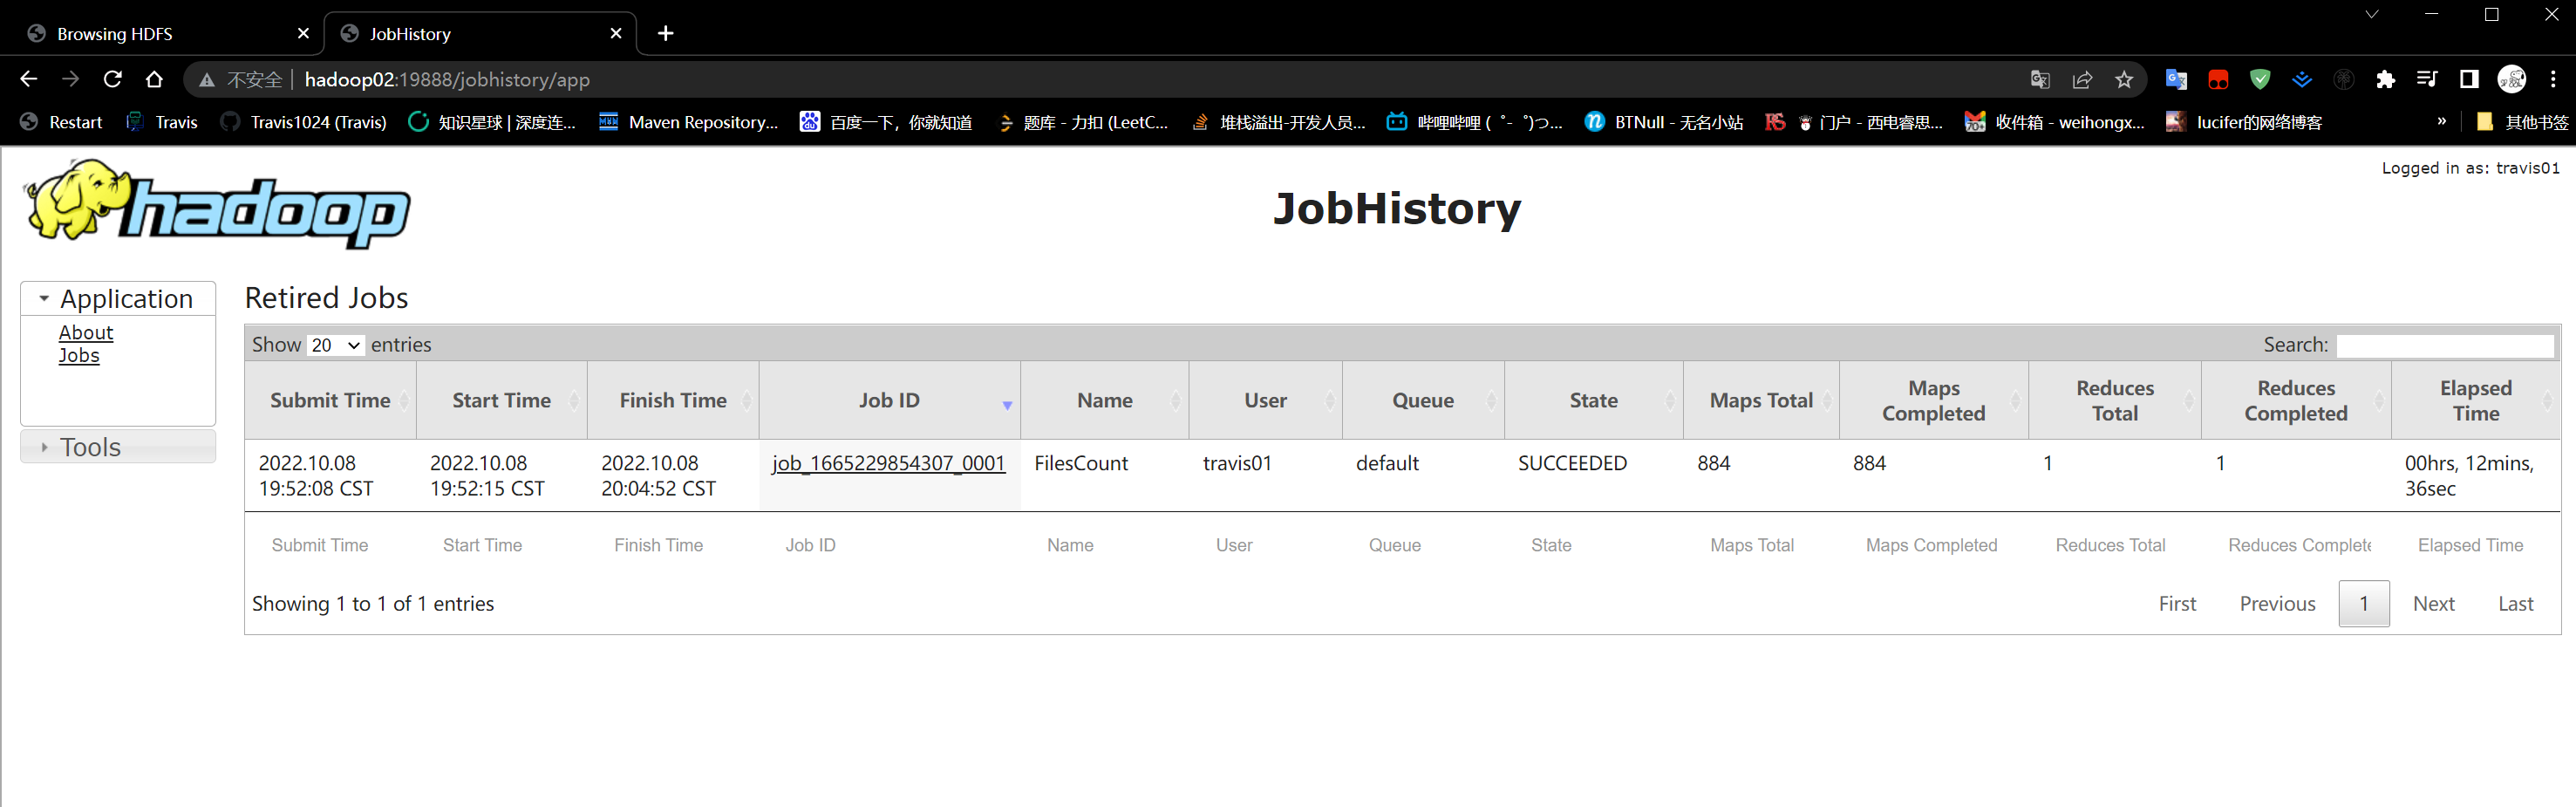 Browsing HDFS
JobHistory
不安全 hadoop02:19888/jobhistory/app
Restart Travis Travis1024 (Travis) 知识星球 | 深度连... Maven Repository... 百度一下，你就知道 题库 - 力扣 (LeetC... 堆栈溢出-开发人员... 哔哩哔哩 ( ゜- ゜)つ... BTNull - 无名小站 门户 - 西电睿思... 收件箱 - weihongx... lucifer的网络博客 » 其他书签
hadoop
JobHistory
Logged in as: travis01
Application
About
Jobs
Tools
Retired Jobs
Show 20 entries Search:
Submit Time Start Time Finish Time Job ID Name User Queue State Maps Total Maps Completed Reduces Total Reduces Completed Elapsed Time
2022.10.08 19:52:08 CST 2022.10.08 19:52:15 CST 2022.10.08 20:04:52 CST job_1665229854307_0001 FilesCount travis01 default SUCCEEDED 884 884 1 1 00hrs, 12mins, 36sec
Submit Time Start Time Finish Time Job ID Name User Queue State Maps Total Maps Completed Reduces Total Reduces Complete Elapsed Time
Showing 1 to 1 of 1 entries First Previous 1 Next Last